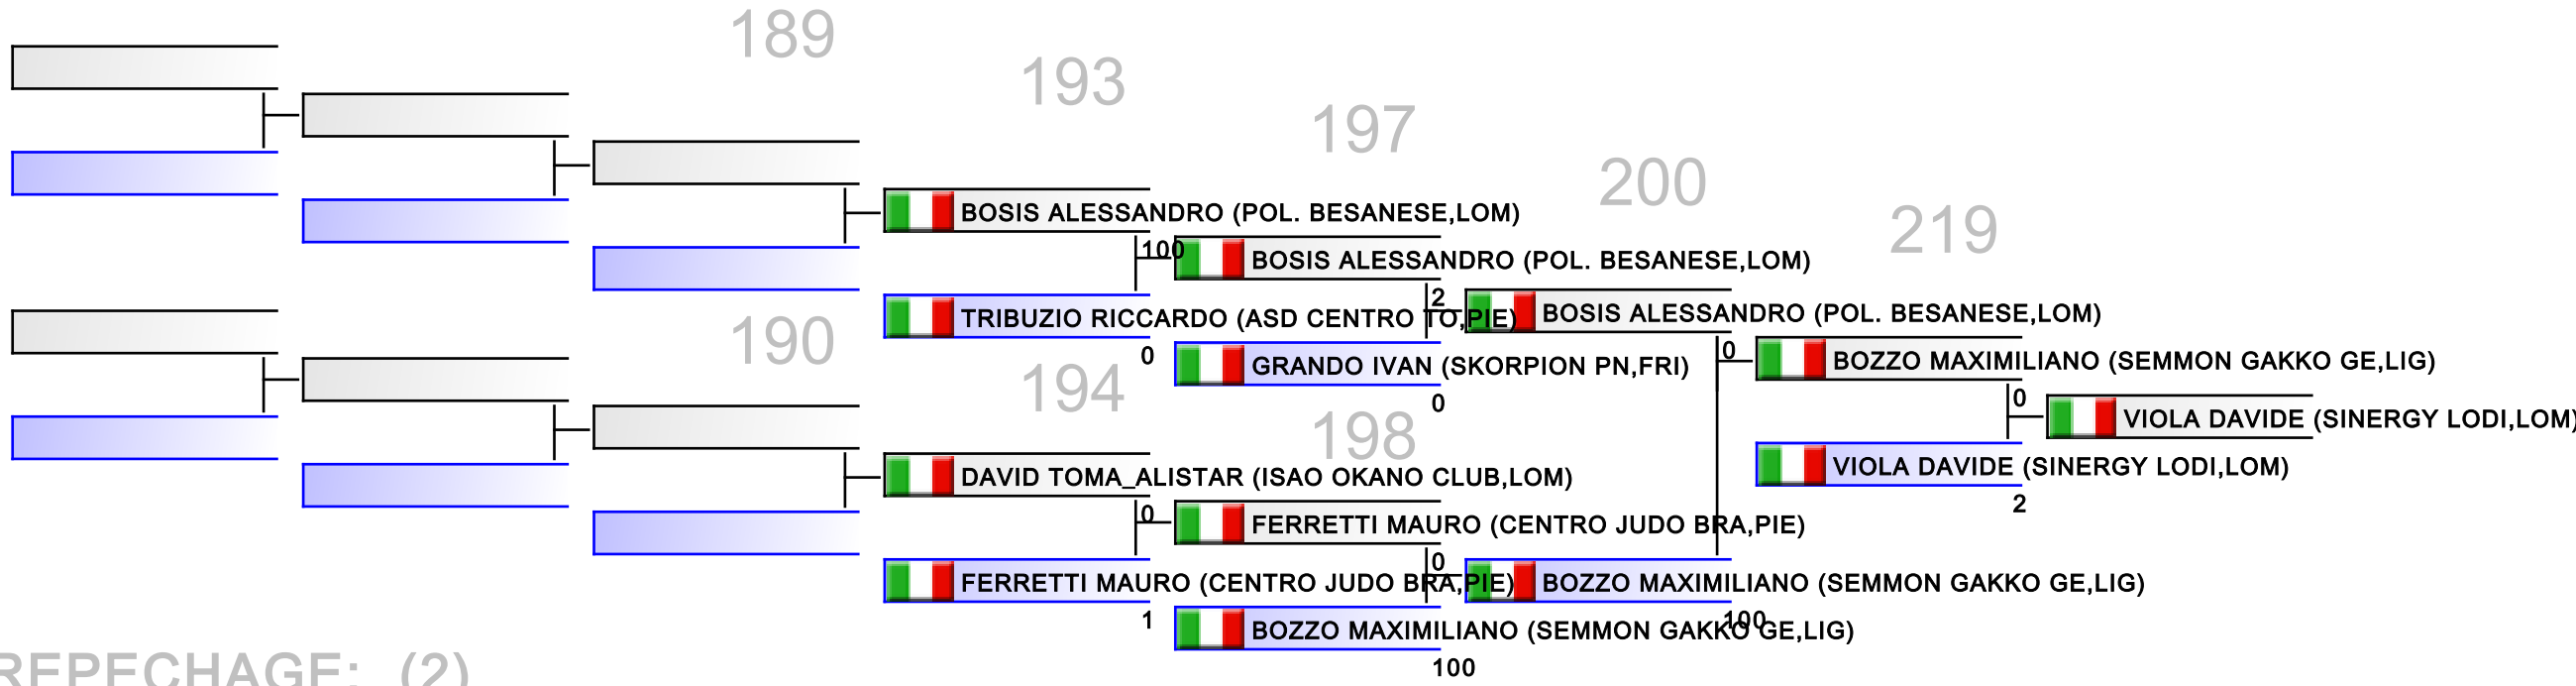 189
193
197
200
219
BOSIS ALESSANDRO (POL. BESANESE,LOM)
100
BOSIS ALESSANDRO (POL. BESANESE,LOM)
2
BOSIS ALESSANDRO (POL. BESANESE,LOM)
TRIBUZIO RICCARDO (ASD CENTRO TO,PIE)
0
0
BOZZO MAXIMILIANO (SEMMON GAKKO GE,LIG)
190
GRANDO IVAN (SKORPION PN,FRI)
0
194
0
VIOLA DAVIDE (SINERGY LODI,LOM)
198
VIOLA DAVIDE (SINERGY LODI,LOM)
2
DAVID TOMA_ALISTAR (ISAO OKANO CLUB,LOM)
0
FERRETTI MAURO (CENTRO JUDO BRA,PIE)
0
FERRETTI MAURO (CENTRO JUDO BRA,PIE)
1
BOZZO MAXIMILIANO (SEMMON GAKKO GE,LIG)
100
BOZZO MAXIMILIANO (SEMMON GAKKO GE,LIG)
100
REPECHAGE: (2)